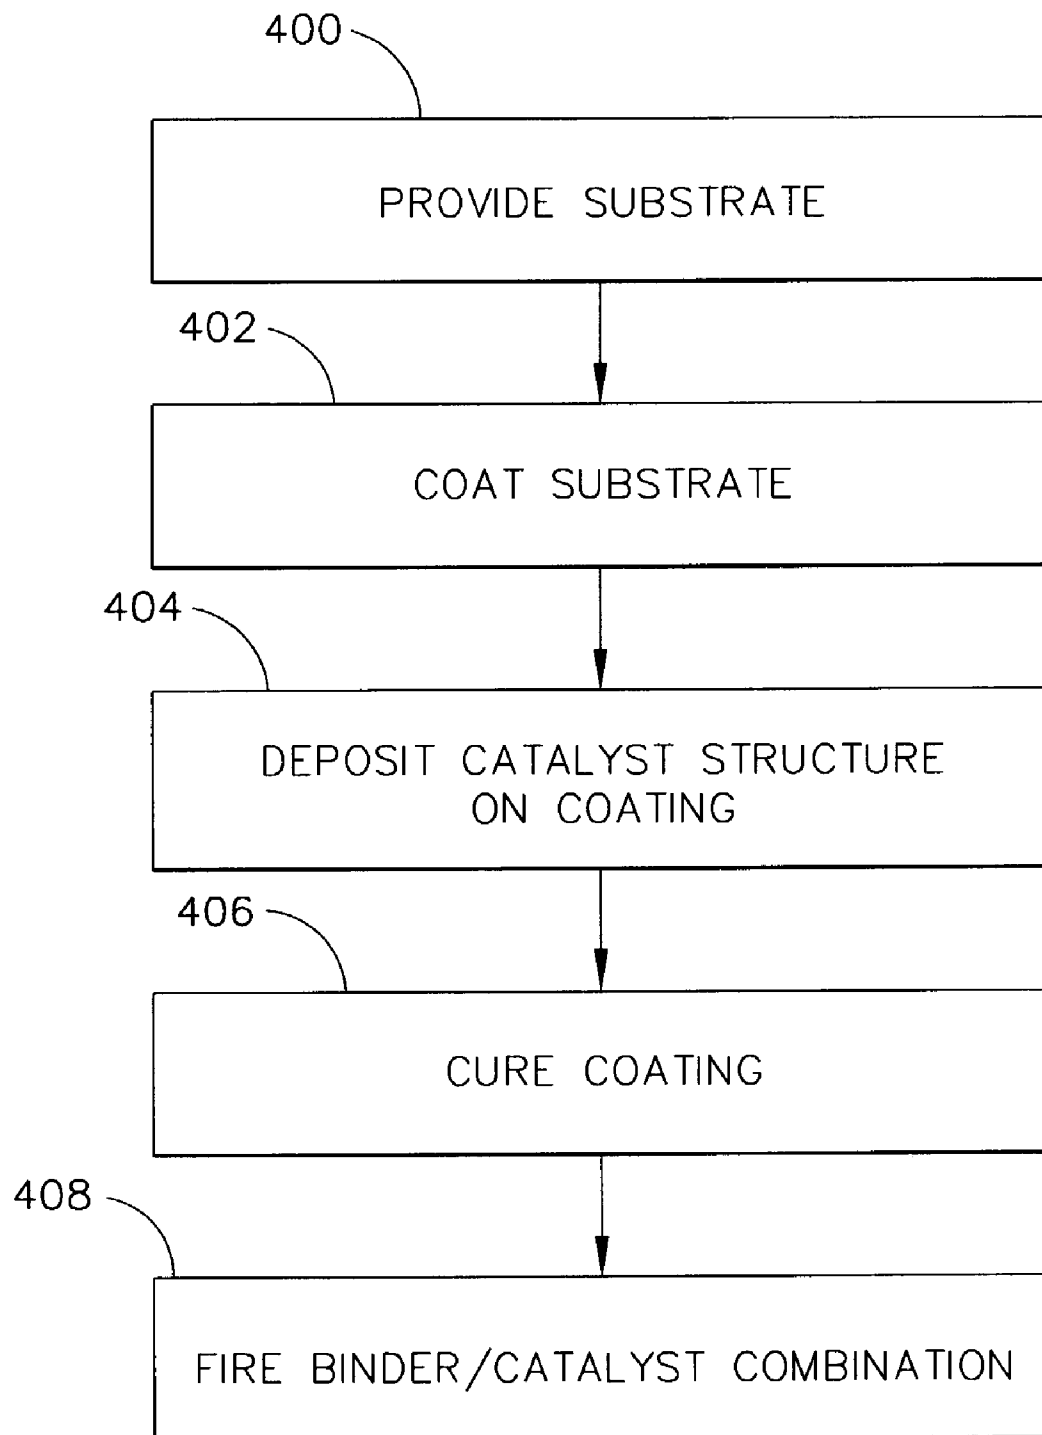 400
PROVIDE SUBSTRATE
402
COAT SUBSTRATE
404
DEPOSIT CATALYST STRUCTURE
ON COATING
406
CURE COATING
408
FIRE BINDER/CATALYST COMBINATION